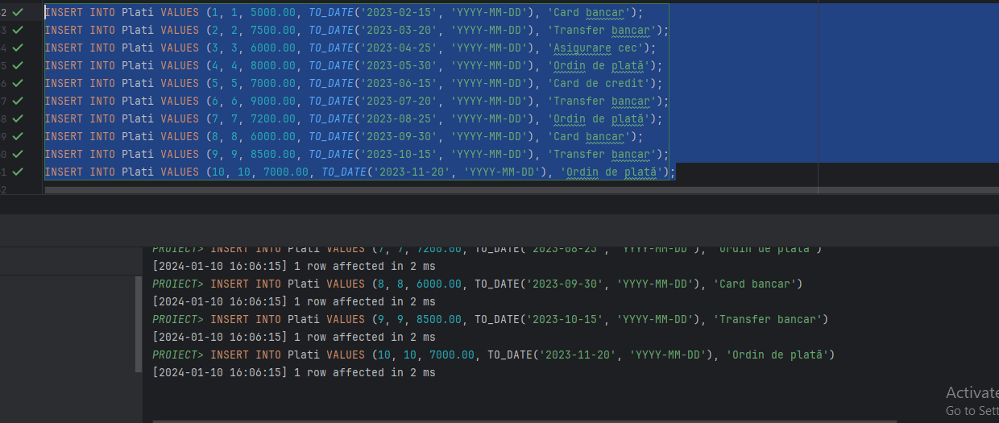 2 INSERT INTO Plati VALUES (1, 1, 5000.00, TO_DATE('2023-02-15', 'YYYY-MM-DD'), 'Card bancar');
3 INSERT INTO Plati VALUES (2, 2, 7500.00, TO_DATE('2023-03-20', 'YYYY-MM-DD'), 'Transfer bancar');
4 INSERT INTO Plati VALUES (3, 3, 6000.00, TO_DATE('2023-04-25', 'YYYY-MM-DD'), 'Asigurare cec');
5 INSERT INTO Plati VALUES (4, 4, 8000.00, TO_DATE('2023-05-30', 'YYYY-MM-DD'), 'Ordin de plată');
6 INSERT INTO Plati VALUES (5, 5, 7000.00, TO_DATE('2023-06-15', 'YYYY-MM-DD'), 'Card de credit');
7 INSERT INTO Plati VALUES (6, 6, 9000.00, TO_DATE('2023-07-20', 'YYYY-MM-DD'), 'Transfer bancar');
8 INSERT INTO Plati VALUES (7, 7, 7200.00, TO_DATE('2023-08-25', 'YYYY-MM-DD'), 'Ordin de plată');
9 INSERT INTO Plati VALUES (8, 8, 6000.00, TO_DATE('2023-09-30', 'YYYY-MM-DD'), 'Card bancar');
0 INSERT INTO Plati VALUES (9, 9, 8500.00, TO_DATE('2023-10-15', 'YYYY-MM-DD'), 'Transfer bancar');
1 INSERT INTO Plati VALUES (10, 10, 7000.00, TO_DATE('2023-11-20', 'YYYY-MM-DD'), 'Ordin de plată');
2
PROIECT> INSERT INTO Plati VALUES (7, 7, 7200.00, TO_DATE('2023-08-25', 'YYYY-MM-DD'), 'Ordin de plată')
[2024-01-10 16:06:15] 1 row affected in 2 ms
PROIECT> INSERT INTO Plati VALUES (8, 8, 6000.00, TO_DATE('2023-09-30', 'YYYY-MM-DD'), 'Card bancar')
[2024-01-10 16:06:15] 1 row affected in 2 ms
PROIECT> INSERT INTO Plati VALUES (9, 9, 8500.00, TO_DATE('2023-10-15', 'YYYY-MM-DD'), 'Transfer bancar')
[2024-01-10 16:06:15] 1 row affected in 2 ms
PROIECT> INSERT INTO Plati VALUES (10, 10, 7000.00, TO_DATE('2023-11-20', 'YYYY-MM-DD'), 'Ordin de plată')
[2024-01-10 16:06:15] 1 row affected in 2 ms
Activate
Go to Sett